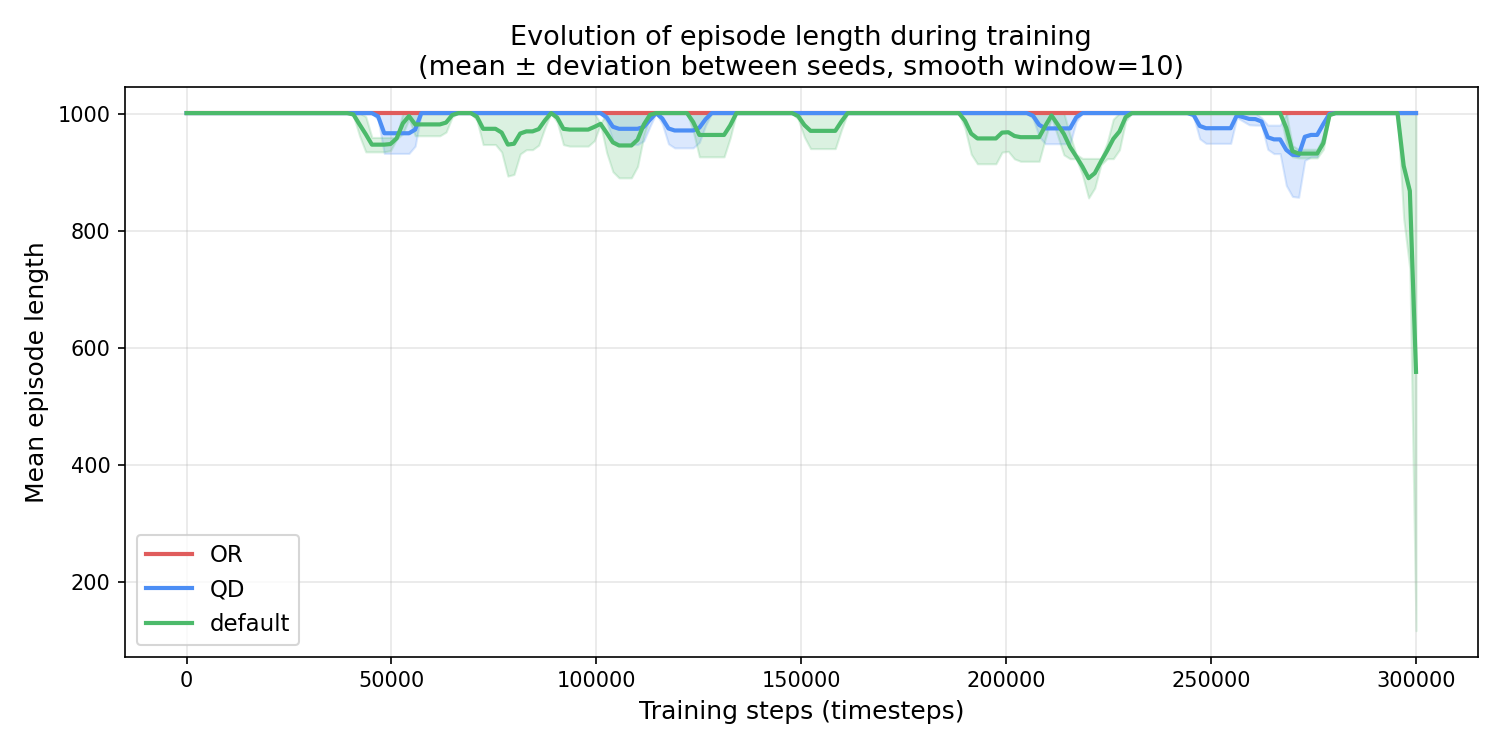 Evolution of episode length during training
(mean ± deviation between seeds, smooth window=10)
Mean episode length
1000
800
600
400
200
OR
QD
default
0 50000 100000 150000 200000 250000 300000
Training steps (timesteps)